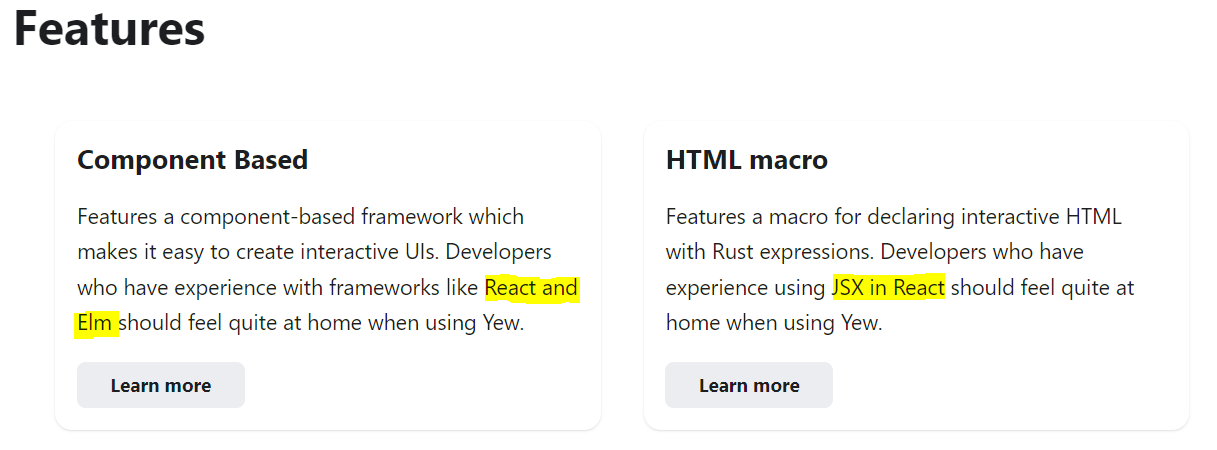 Features
Component Based
Features a component-based framework which
makes it easy to create interactive UIs. Developers
who have experience with frameworks like React and
Elm should feel quite at home when using Yew.
Learn more
HTML macro
Features a macro for declaring interactive HTML
with Rust expressions. Developers who have
experience using JSX in React should feel quite at
home when using Yew.
Learn more